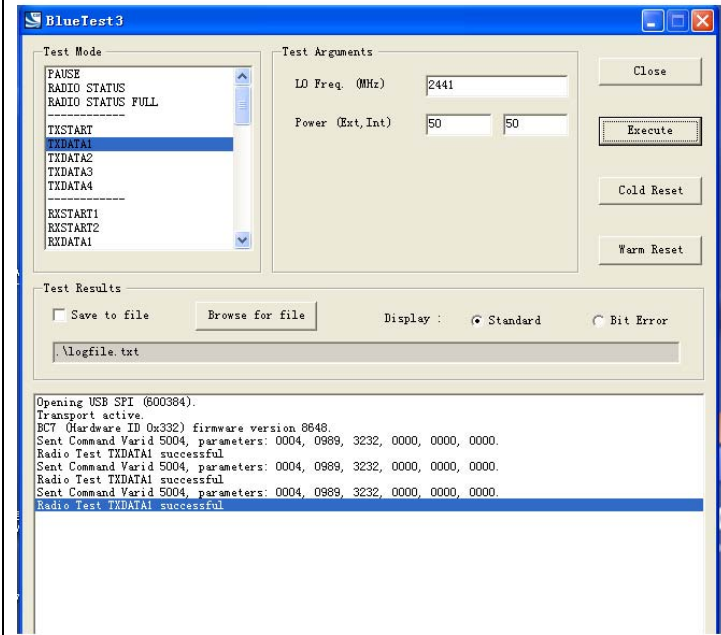 BlueTest3
Test Mode
PAUSE
RADIO STATUS
RADIO STATUS FULL
------------
TXSTART
TXDATA1
TXDATA2
TXDATA3
TXDATA4
------------
RXSTART1
RXSTART2
RXDATA1
Test Arguments
LO Freq. (MHz) 2441
Power (Ext,Int) 50 50
Close
Execute
Cold Reset
Warm Reset
Test Results
Save to file Browse for file Display : Standard Bit Error
.\logfile.txt
Opening USB SPI (600384).
Transport active.
BC7 (Hardware ID 0x332) firmware version 8648.
Sent Command Varid 5004, parameters: 0004, 0989, 3232, 0000, 0000, 0000.
Radio Test TXDATA1 successful
Sent Command Varid 5004, parameters: 0004, 0989, 3232, 0000, 0000, 0000.
Radio Test TXDATA1 successful
Sent Command Varid 5004, parameters: 0004, 0989, 3232, 0000, 0000, 0000.
Radio Test TXDATA1 successful